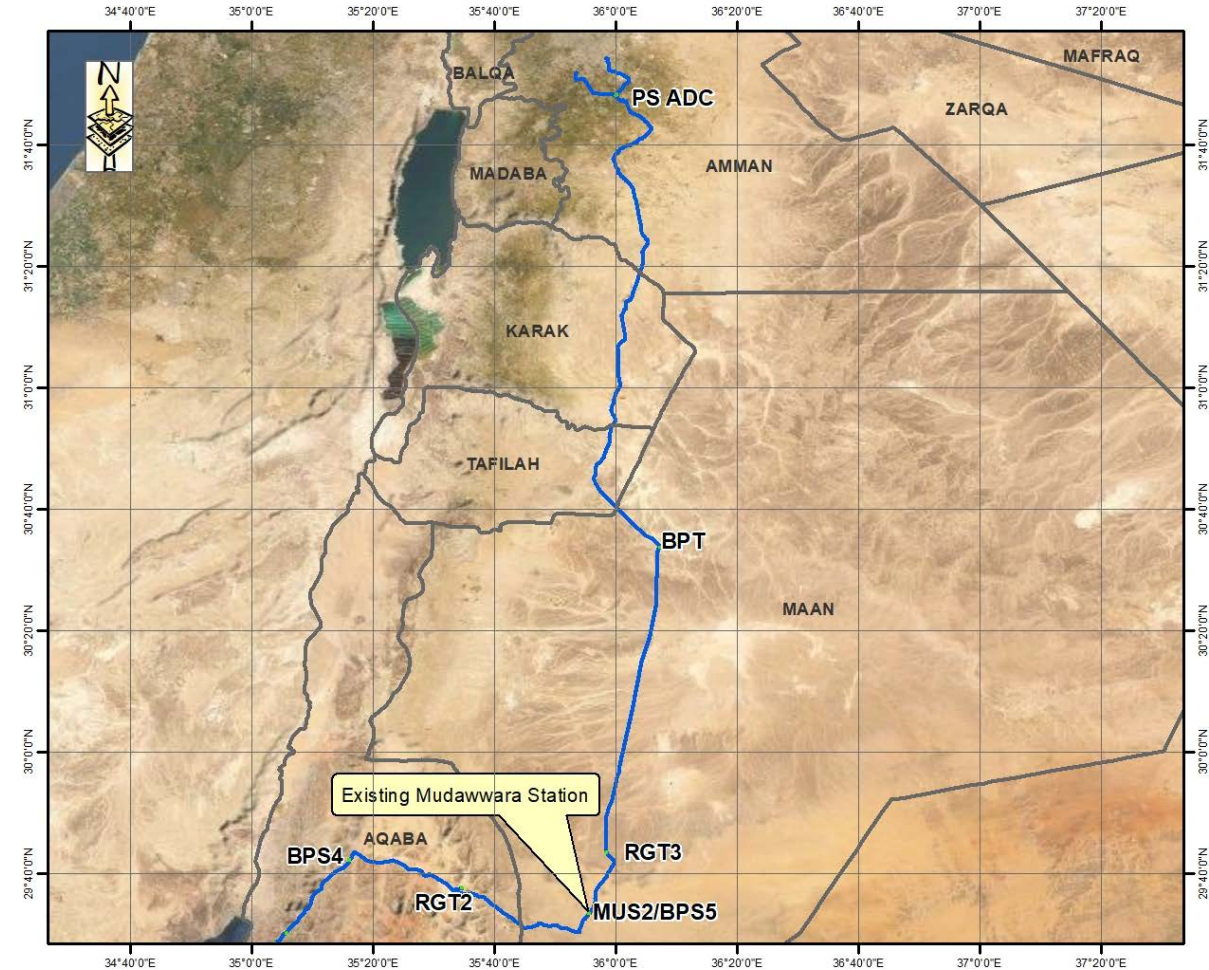 34°40'0"E 35°0'0"E 35°20'0"E 35°40'0"E 36°0'0"E 36°20'0"E 36°40'0"E 37°0'0"E 37°20'0"E
N
BALQA
MAFRAQ
PS ADC
ZARQA
31°40'0"N
31°40'0"N
MADABA
AMMAN
31°20'0"N
31°20'0"N
KARAK
31°0'0"N
31°0'0"N
TAFILAH
30°40'0"N
30°40'0"N
BPT
MAAN
30°20'0"N
30°20'0"N
30°0'0"N
30°0'0"N
Existing Mudawwara Station
AQABA
BPS4
RGT3
29°40'0"N
29°40'0"N
RGT2
MUS2/BPS5
34°40'0"E 35°0'0"E 35°20'0"E 35°40'0"E 36°0'0"E 36°20'0"E 36°40'0"E 37°0'0"E 37°20'0"E